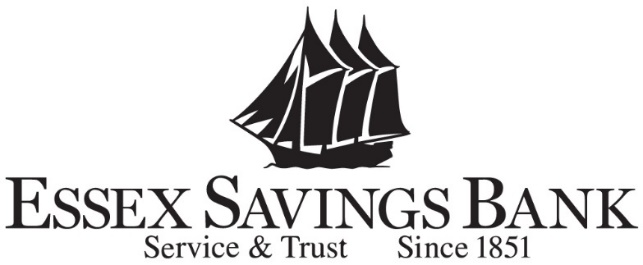 ESSEX SAVINGS BANK
Service & Trust Since 1851